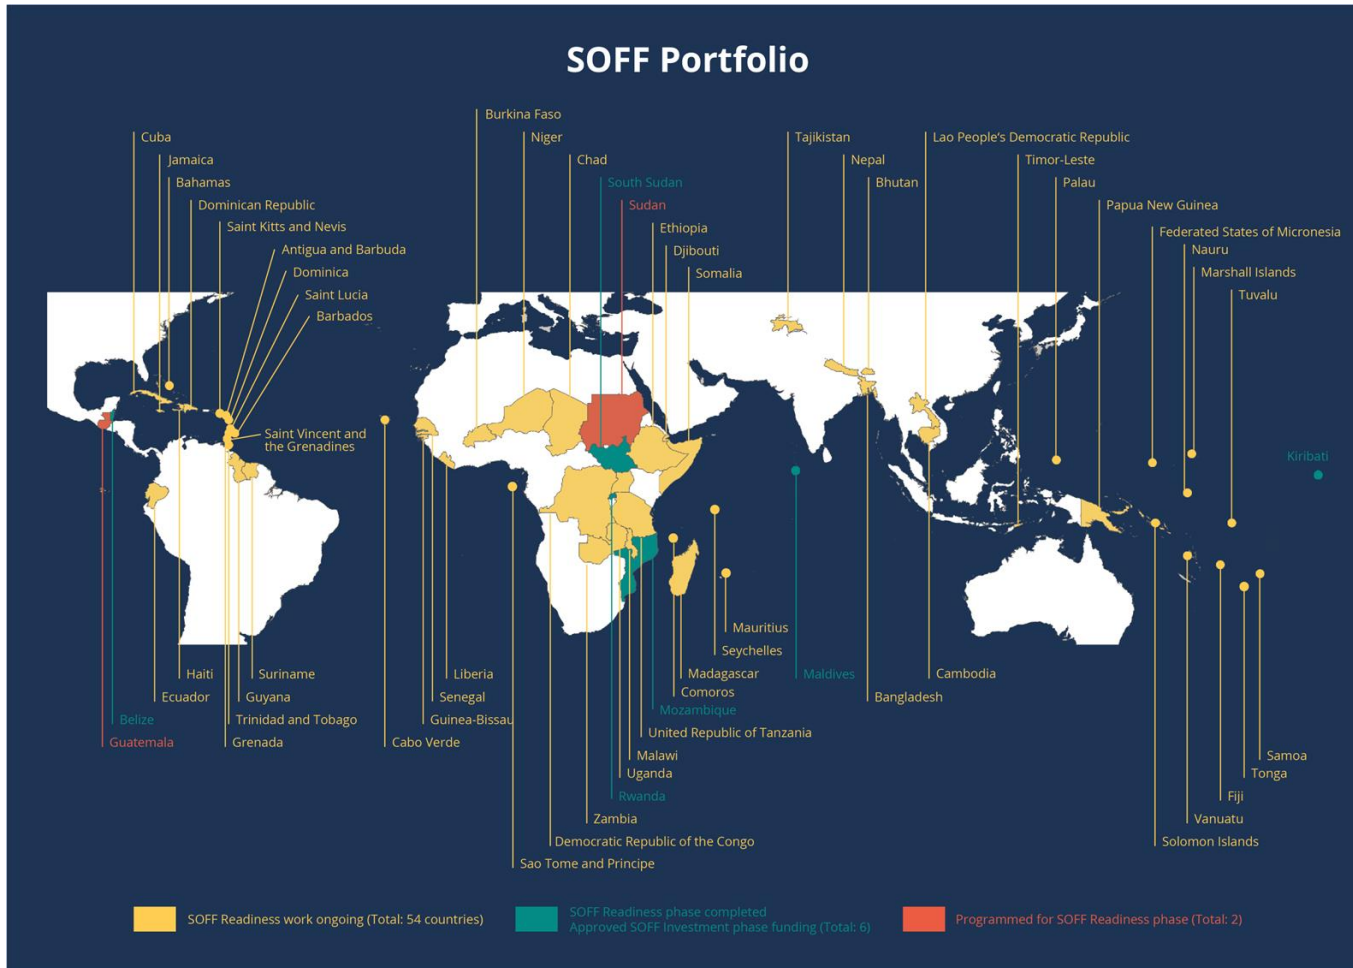 SOFF Portfolio
Burkina Faso
Cuba
Niger
Tajikistan
Lao People's Democratic Republic
Jamaica
Chad
Nepal
Timor-Leste
Bahamas
South Sudan
Bhutan
Palau
Dominican Republic
Sudan
Papua New Guinea
Saint Kitts and Nevis
Ethiopia
Federated States of Micronesia
Antigua and Barbuda
Djibouti
Nauru
Dominica
Somalia
Marshall Islands
Saint Lucia
Tuvalu
Barbados
Saint Vincent and
the Grenadines
Kiribati
Mauritius
Seychelles
Haiti
Suriname
Liberia
Madagascar
Maldives
Cambodia
Ecuador
Guyana
Senegal
Comoros
Bangladesh
Mozambique
Belize
Trinidad and Tobago
Guinea-Bissau
United Republic of Tanzania
Guatemala
Grenada
Cabo Verde
Malawi
Samoa
Uganda
Tonga
Rwanda
Fiji
Zambia
Vanuatu
Democratic Republic of the Congo
Solomon Islands
Sao Tome and Principe
SOFF Readiness work ongoing (Total: 54 countries)
SOFF Readiness phase completed
Approved SOFF Investment phase funding (Total: 6)
Programmed for SOFF Readiness phase (Total: 2)